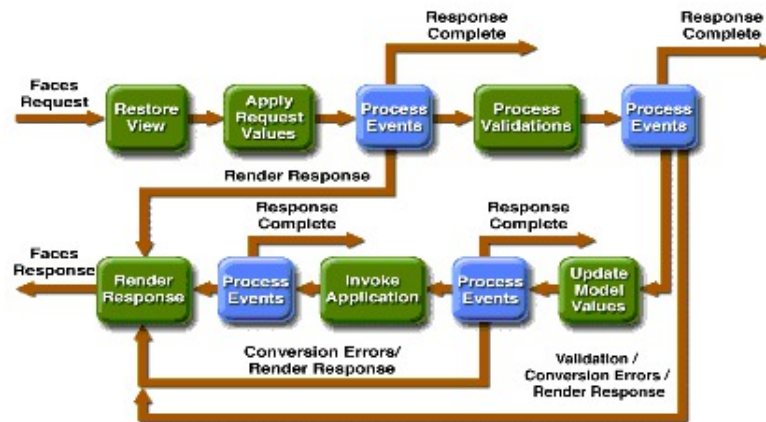 Response
Complete
Response
Complete
Faces
Request
Restore
View
Apply
Request
Values
Process
Events
Process
Validations
Process
Events
Render Response
Response
Complete
Response
Complete
Faces
Response
Render
Response
Process
Events
Invoke
Application
Process
Events
Update
Model
Values
Conversion Errors/
Render Response
Validation /
Conversion Errors /
Render Response